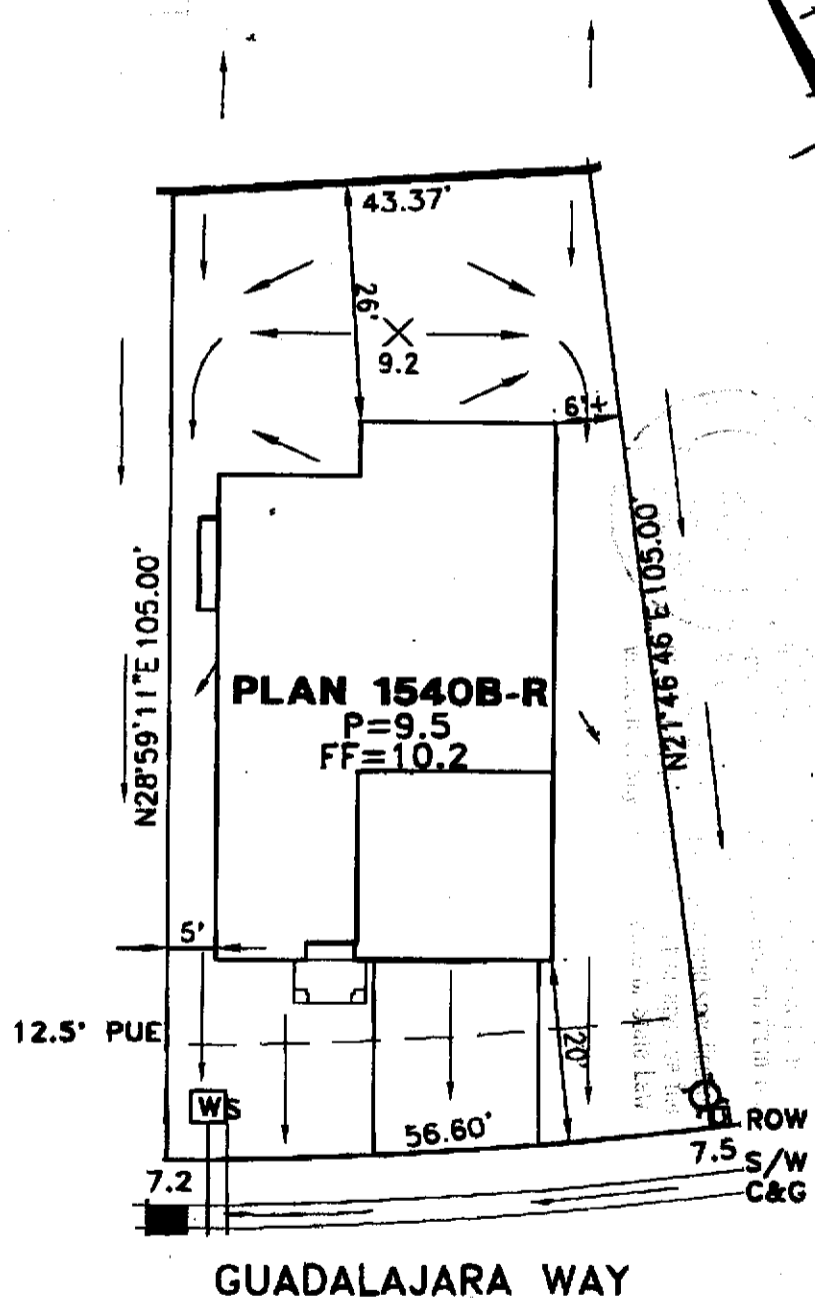 43.37'
26'
9.2
6'+
N28°59'11"E 105.00'
N21°46'46"E 105.00'
PLAN 1540B-R
P=9.5
FF=10.2
5'
12.5' PUE
20'
WS
56.60'
ROW
7.5
S/W
7.2
C&G
GUADALAJARA WAY